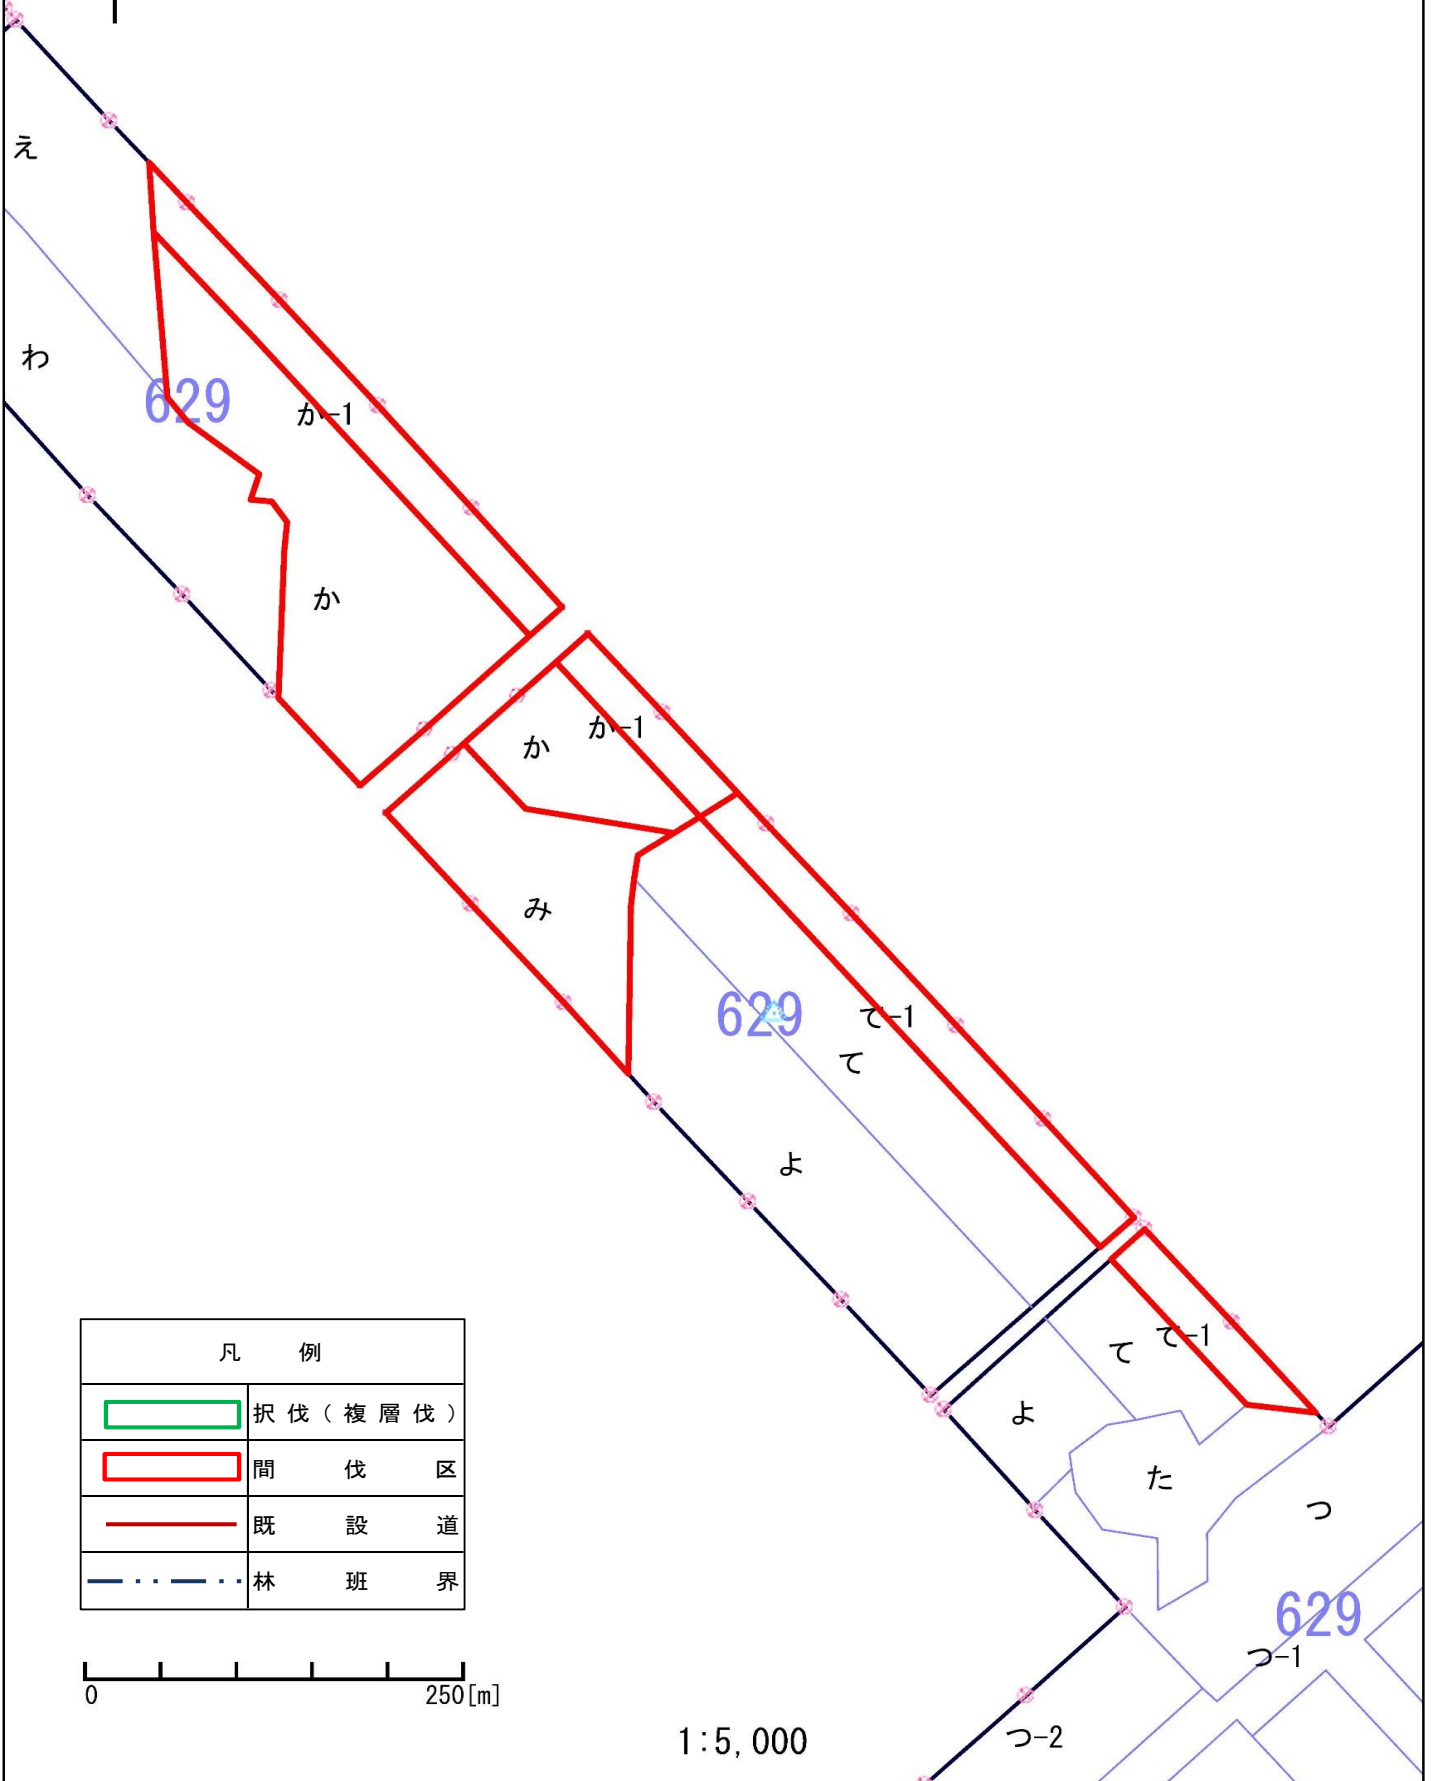 え
わ
629
か-1
か
か
か-1
み
629
て-1
て
よ
て
て-1
よ
た
つ
629
つ-1
つ-2
凡 例
択伐(複層伐)
間伐区
既設道
林班界
0 250[m]
1:5,000